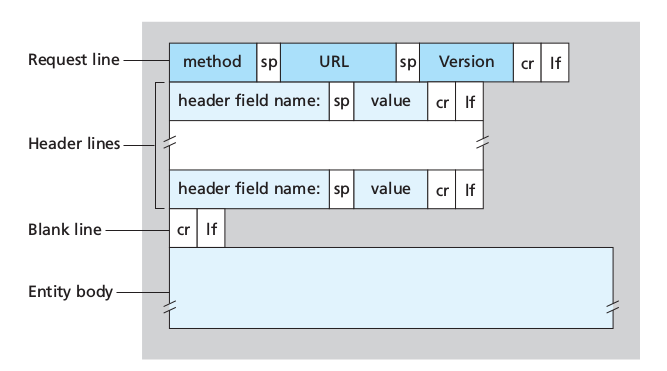 Request line method sp URL sp Version cr lf
header field name: sp value cr lf
Header lines
header field name: sp value cr lf
Blank line cr lf
Entity body